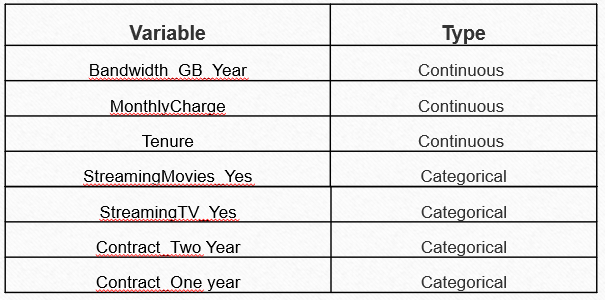 Variable Type
Bandwidth_GB_Year Continuous
MonthlyCharge Continuous
Tenure Continuous
StreamingMovies_Yes Categorical
StreamingTV_Yes Categorical
Contract_Two Year Categorical
Contract_One year Categorical